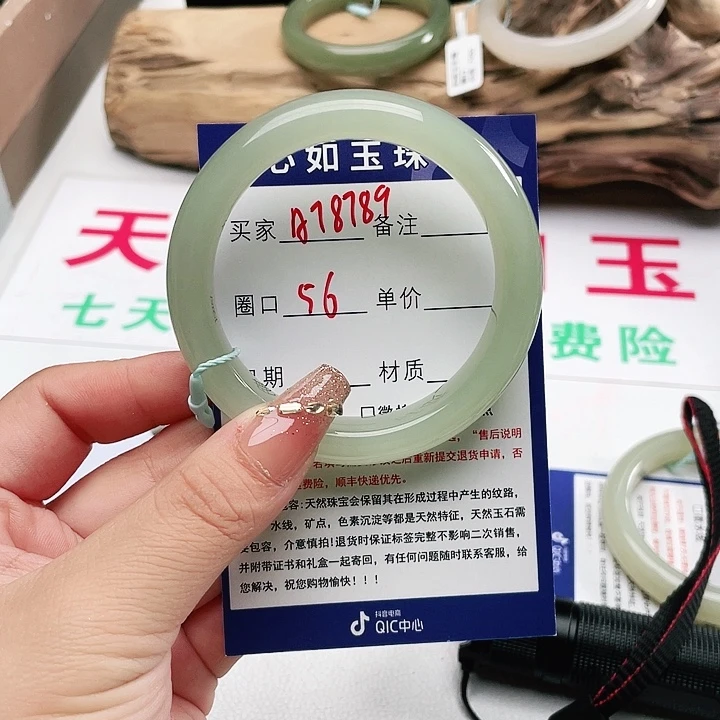 心如玉珠
买家 A78789 备注
圈口 56 单价
期 材质
天 玉
七天 费险
"售后说明
之后重新提交退货申请，否
费险，顺丰快递优先。
容：天然珠宝会保留其在形成过程中产生的纹路，
水线，矿点，色素沉淀等都是天然特征，天然玉石需
要包容，介意慎拍！退货时保证标签完整不影响二次销售，
并附带证书和礼盒一起寄回，有任何问题随时联系客服，给
您解决，祝您购物愉快！！！
抖音电商
QIC中心